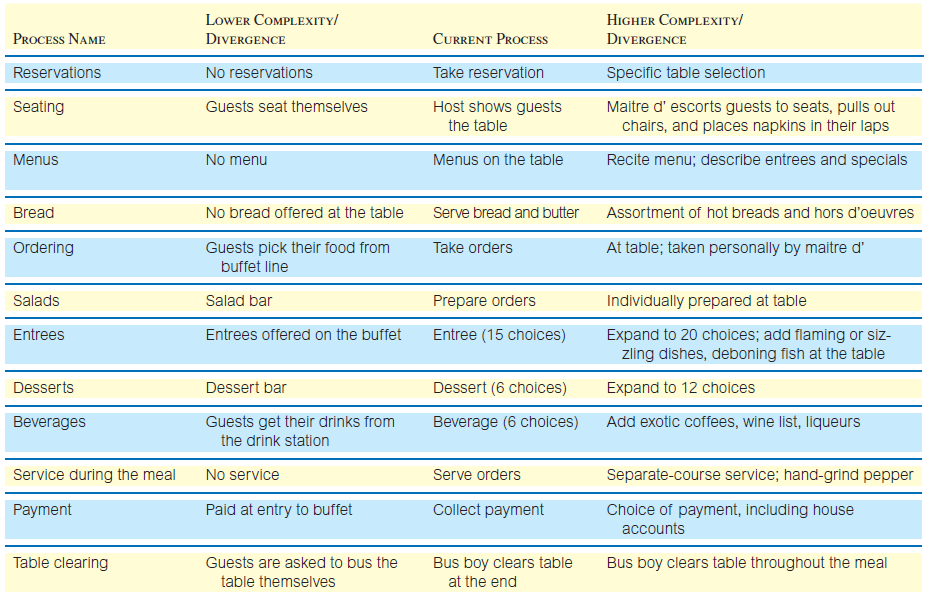 LOWER COMPLEXITY/ HIGHER COMPLEXITY/
PROCESS NAME DIVERGENCE CURRENT PROCESS DIVERGENCE
Reservations No reservations Take reservation Specific table selection
Seating Guests seat themselves Host shows guests Maitre d' escorts guests to seats, pulls out
the table chairs, and places napkins in their laps
Menus No menu Menus on the table Recite menu; describe entrees and specials
Bread No bread offered at the table Serve bread and butter Assortment of hot breads and hors d'oeuvres
Ordering Guests pick their food from Take orders At table; taken personally by maitre d'
buffet line
Salads Salad bar Prepare orders Individually prepared at table
Entrees Entrees offered on the buffet Entree (15 choices) Expand to 20 choices; add flaming or siz-
zling dishes, deboning fish at the table
Desserts Dessert bar Dessert (6 choices) Expand to 12 choices
Beverages Guests get their drinks from Beverage (6 choices) Add exotic coffees, wine list, liqueurs
the drink station
Service during the meal No service Serve orders Separate-course service; hand-grind pepper
Payment Paid at entry to buffet Collect payment Choice of payment, including house
accounts
Table clearing Guests are asked to bus the Bus boy clears table Bus boy clears table throughout the meal
table themselves at the end